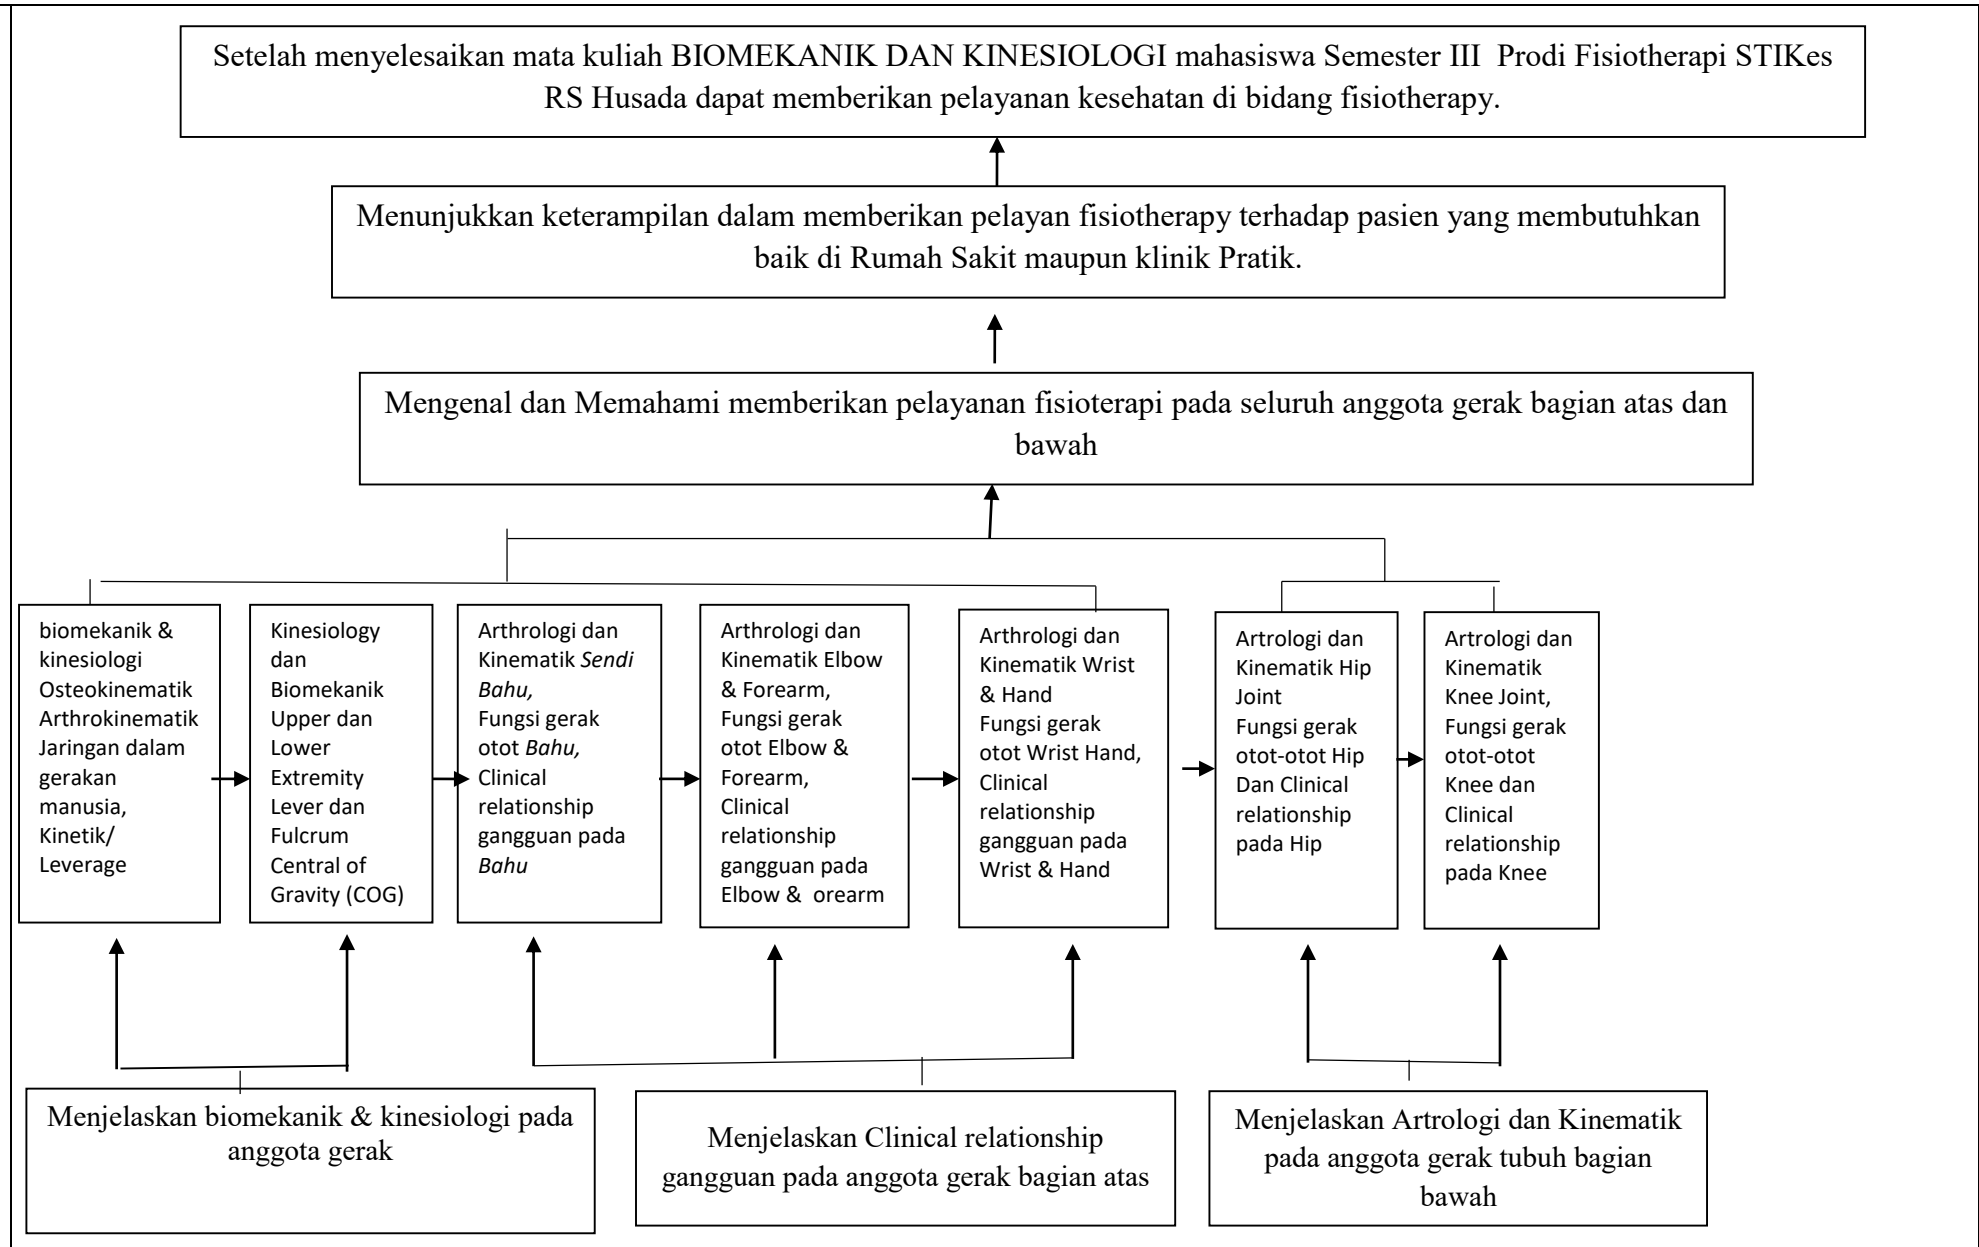 Setelah menyelesaikan mata kuliah BIOMEKANIK DAN KINESIOLOGI mahasiswa Semester III Prodi Fisiotherapi STIKes
RS Husada dapat memberikan pelayanan kesehatan di bidang fisiotherapy.
Menunjukkan keterampilan dalam memberikan pelayan fisiotherapy terhadap pasien yang membutuhkan
baik di Rumah Sakit maupun klinik Pratik.
Mengenal dan Memahami memberikan pelayanan fisioterapi pada seluruh anggota gerak bagian atas dan
bawah
biomekanik &
kinesiologi
Osteokinematik
Arthrokinematik
Jaringan dalam
gerakan
manusia,
Kinetik/
Leverage
Kinesiology
dan
Biomekanik
Upper dan
Lower
Extremity
Lever dan
Fulcrum
Central of
Gravity (COG)
Arthrologi dan
Kinematik Sendi
Bahu,
Fungsi gerak
otot Bahu,
Clinical
relationship
gangguan pada
Bahu
Arthrologi dan
Kinematik Elbow
& Forearm,
Fungsi gerak
otot Elbow &
Forearm,
Clinical
relationship
gangguan pada
Elbow & orearm
Arthrologi dan
Kinematik Wrist
& Hand
Fungsi gerak
otot Wrist Hand,
Clinical
relationship
gangguan pada
Wrist & Hand
Artrologi dan
Kinematik Hip
Joint
Fungsi gerak
otot-otot Hip
Dan Clinical
relationship
pada Hip
Artrologi dan
Kinematik
Knee Joint,
Fungsi gerak
otot-otot
Knee dan
Clinical
relationship
pada Knee
Menjelaskan biomekanik & kinesiologi pada
anggota gerak
Menjelaskan Clinical relationship
gangguan pada anggota gerak bagian atas
Menjelaskan Artrologi dan Kinematik
pada anggota gerak tubuh bagian
bawah